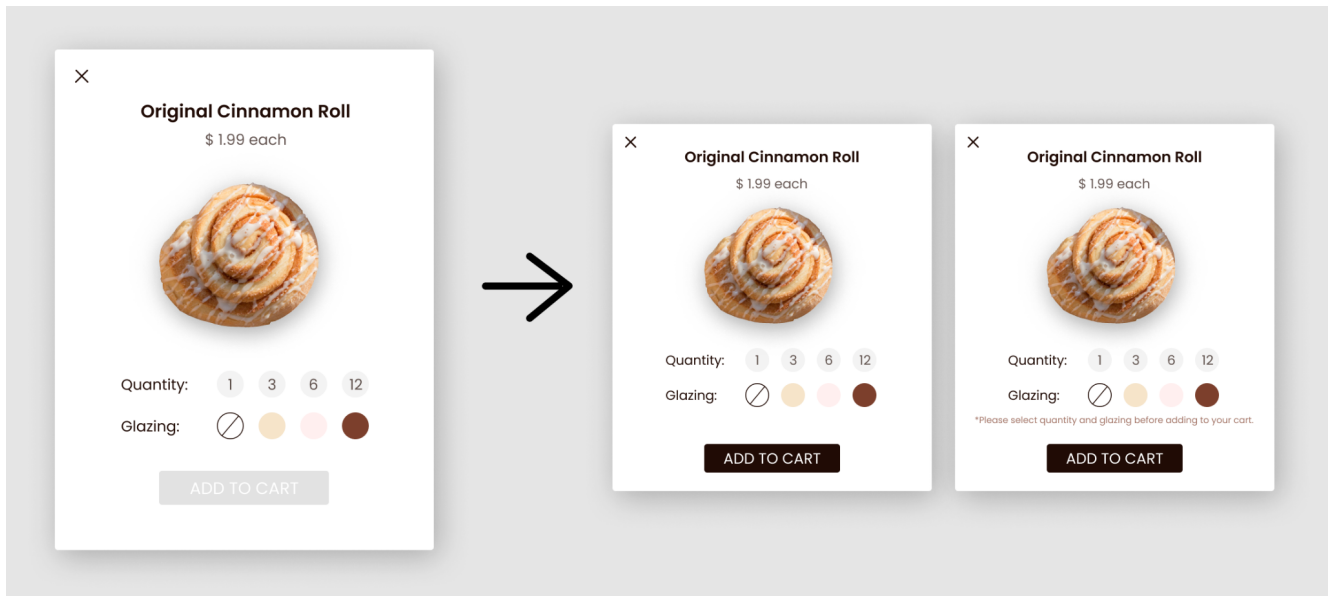 Original Cinnamon Roll
$ 1.99 each
Quantity: 1 3 6 12
Glazing:
ADD TO CART
Original Cinnamon Roll
$ 1.99 each
Quantity: 1 3 6 12
Glazing:
ADD TO CART
Original Cinnamon Roll
$ 1.99 each
Quantity: 1 3 6 12
Glazing:
*Please select quantity and glazing before adding to your cart.
ADD TO CART